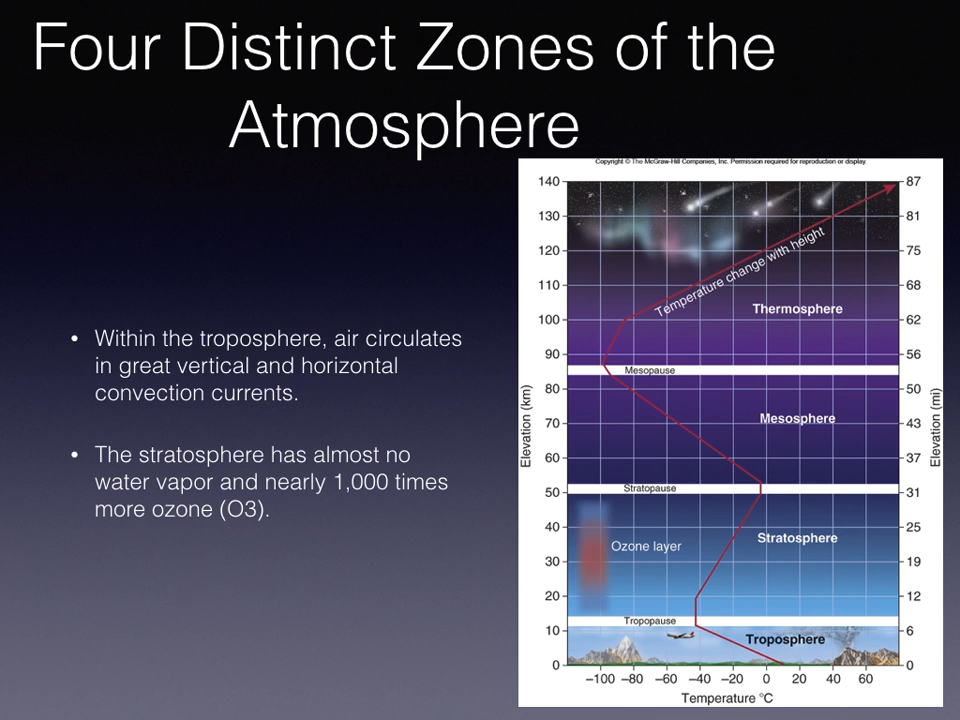 Four Distinct Zones of the
Atmosphere
• Within the troposphere, air circulates
in great vertical and horizontal
convection currents.
• The stratosphere has almost no
water vapor and nearly 1,000 times
more ozone (O3).
Copyright © The McGraw-Hill Companies, Inc. Permission required for reproduction or display.
140
87
130
81
120
75
Temperature change with height
110
68
Thermosphere
100
62
90
56
Mesopause
80
50
Mesosphere
70
43
Elevation (km)
Elevation (mi)
60
37
Stratopause
50
31
40
25
Stratosphere
Ozone layer
30
19
20
12
Tropopause
10
6
Troposphere
0
0
–100 –80 –60 –40 –20 0 20 40 60
Temperature °C